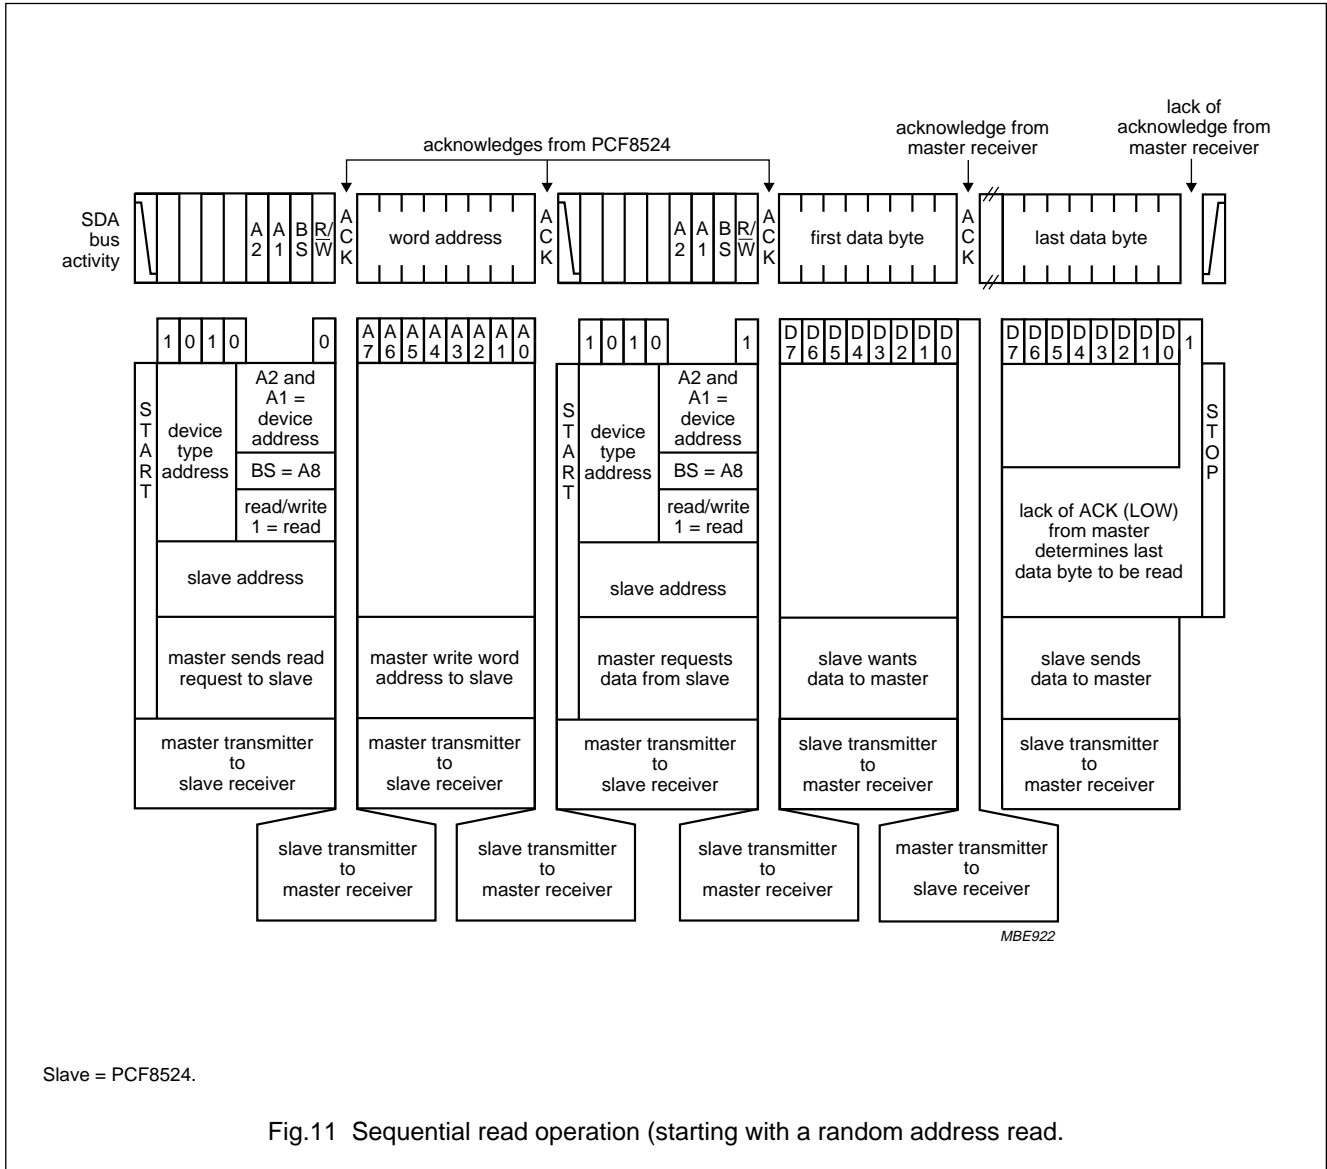 lack of
acknowledge from
master receiver
acknowledge from
master receiver
acknowledges from PCF8524
SDA
bus
activity
A2 A1 BS R/W̅ ACK word address ACK A2 A1 BS R/W̅ ACK first data byte ACK last data byte
1 0 1 0 0 A7 A6 A5 A4 A3 A2 A1 A0 1 0 1 0 1 D7 D6 D5 D4 D3 D2 D1 D0 D7 D6 D5 D4 D3 D2 D1 D0 1
START
device
type
address
A2 and
A1 =
device
address
BS = A8
read/write
1 = read
slave address
START
device
type
address
A2 and
A1 =
device
address
BS = A8
read/write
1 = read
slave address
lack of ACK (LOW)
from master
determines last
data byte to be read
STOP
master sends read
request to slave
master write word
address to slave
master requests
data from slave
slave wants
data to master
slave sends
data to master
master transmitter
to
slave receiver
master transmitter
to
slave receiver
master transmitter
to
slave receiver
slave transmitter
to
master receiver
slave transmitter
to
master receiver
slave transmitter
to
master receiver
slave transmitter
to
master receiver
slave transmitter
to
master receiver
master transmitter
to
slave receiver
MBE922
Slave = PCF8524.
Fig.11 Sequential read operation (starting with a random address read.